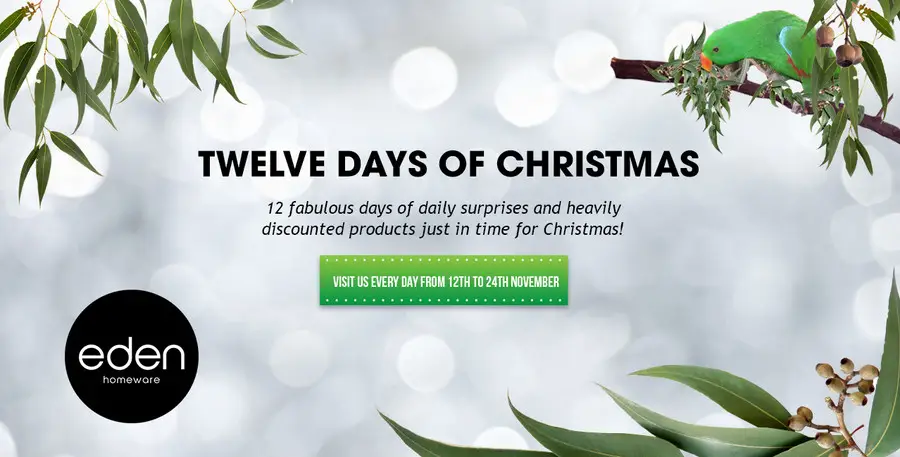 TWELVE DAYS OF CHRISTMAS
12 fabulous days of daily surprises and heavily
discounted products just in time for Christmas!
VISIT US EVERY DAY FROM 12TH TO 24TH NOVEMBER
eden
homeware